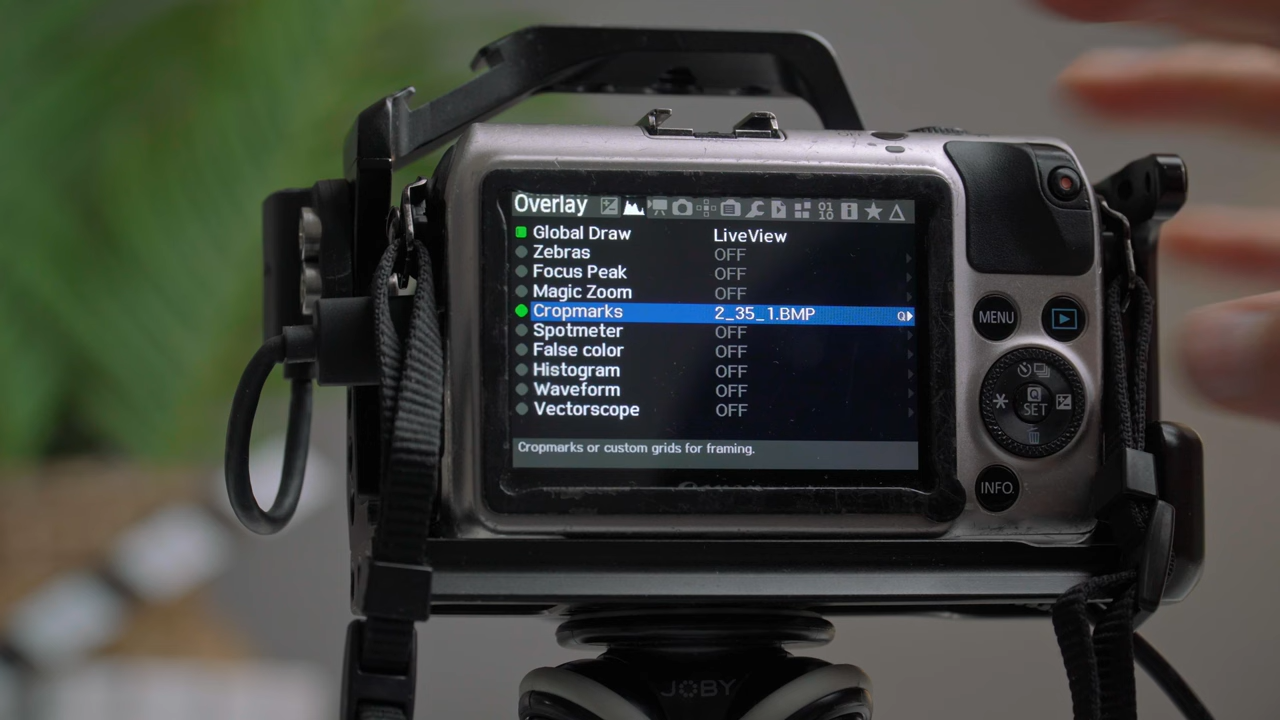 Overlay
Global Draw LiveView
Zebras OFF
Focus Peak OFF
Magic Zoom OFF
Cropmarks 2_35_1.BMP Q
Spotmeter OFF
False color OFF
Histogram OFF
Waveform OFF
Vectorscope OFF
Cropmarks or custom grids for framing.
MENU
Q
SET
INFO.
Canon
JOBY